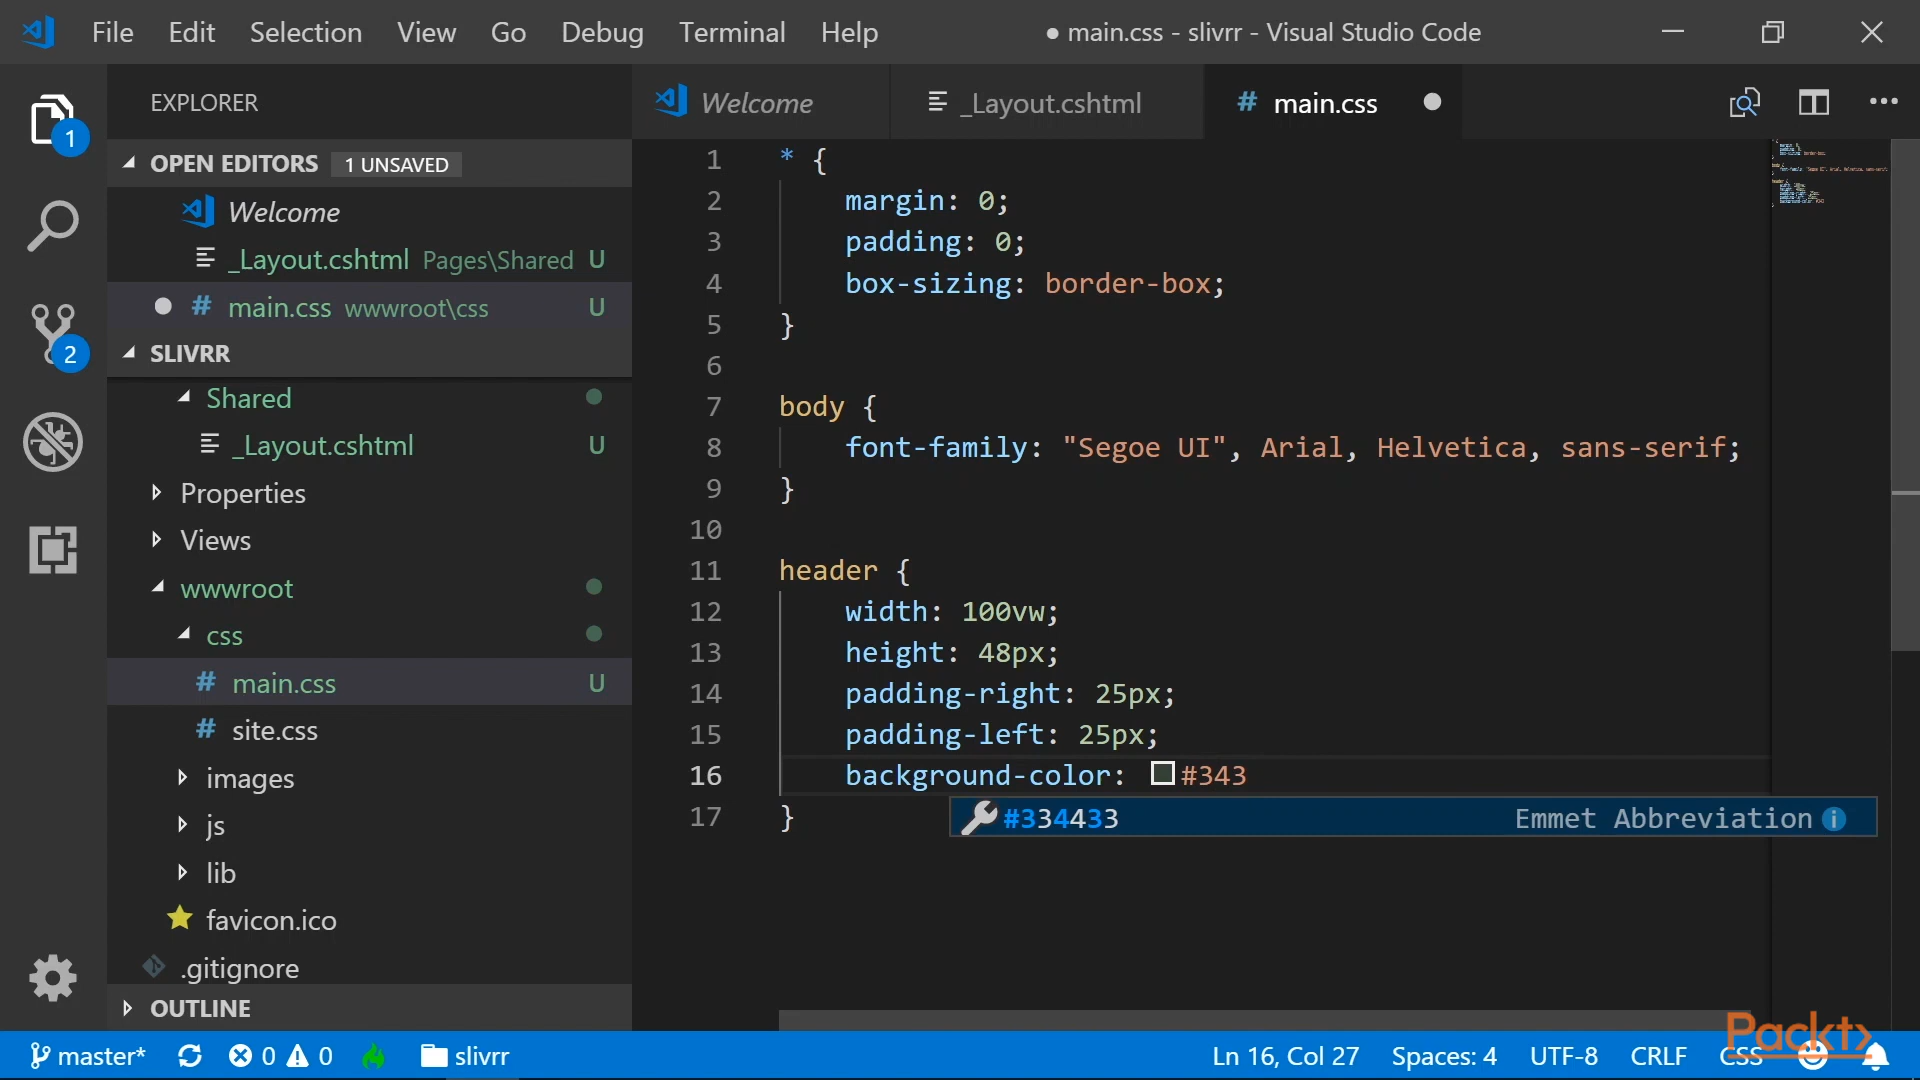 File Edit Selection View Go Debug Terminal Help
● main.css - slivrr - Visual Studio Code
EXPLORER
1
2
OPEN EDITORS 1 UNSAVED
Welcome
_Layout.cshtml Pages\Shared U
main.css wwwroot\css U
SLIVRR
Shared
_Layout.cshtml U
Properties
Views
wwwroot
css
# main.css U
# site.css
images
js
lib
favicon.ico
.gitignore
OUTLINE
Welcome
_Layout.cshtml
# main.css
1 * {
2 margin: 0;
3 padding: 0;
4 box-sizing: border-box;
5 }
6
7 body {
8 font-family: "Segoe UI", Arial, Helvetica, sans-serif;
9 }
10
11 header {
12 width: 100vw;
13 height: 48px;
14 padding-right: 25px;
15 padding-left: 25px;
16 background-color: #343
17 }
#334433 Emmet Abbreviation
Packt>
master* 0 0 slivrr
Ln 16, Col 27 Spaces: 4 UTF-8 CRLF CSS